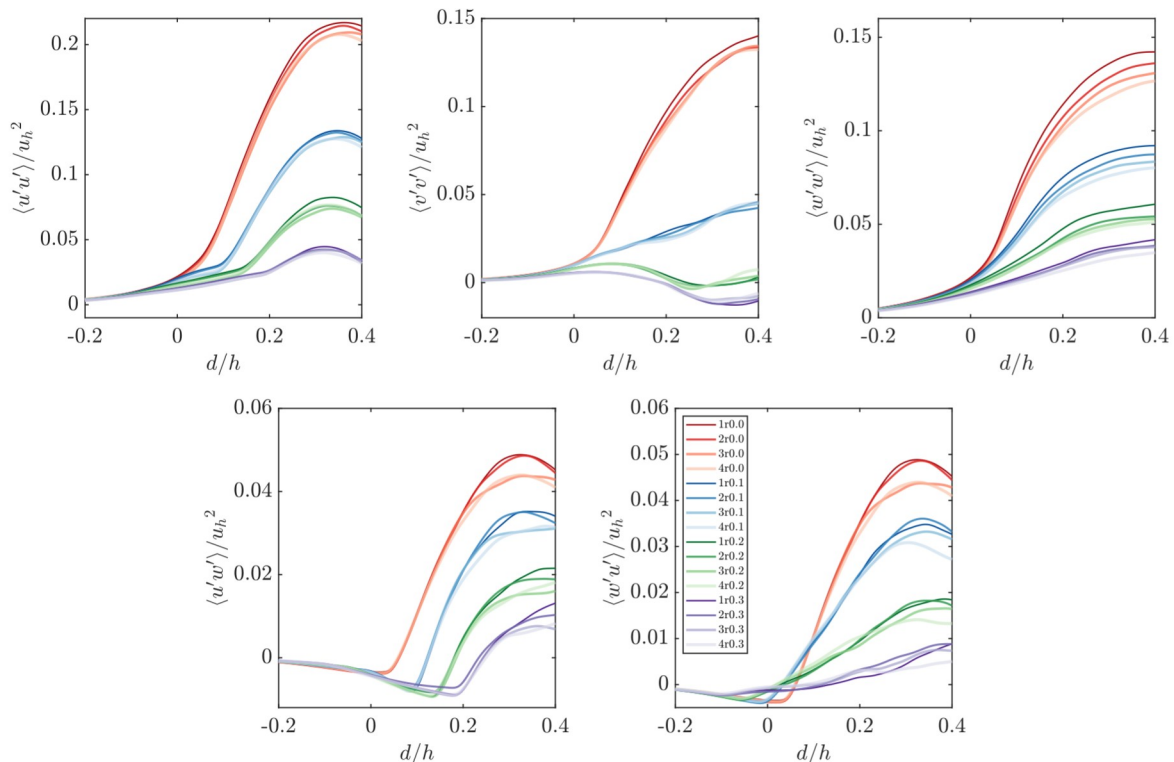 0.2
0.15
0.1
0.05
0
⟨u′u′⟩/u_h²
-0.2 0 0.2 0.4
d/h
0.15
0.1
0.05
0
⟨v′v′⟩/u_h²
-0.2 0 0.2 0.4
d/h
0.15
0.1
0.05
0
⟨w′w′⟩/u_h²
-0.2 0 0.2 0.4
d/h
0.06
0.04
0.02
0
⟨u′w′⟩/u_h²
-0.2 0 0.2 0.4
d/h
0.06
0.05
0.04
0.03
0.02
0.01
0
⟨w′u′⟩/u_h²
-0.2 0 0.2 0.4
d/h
1r0.0
2r0.0
3r0.0
4r0.0
1r0.1
2r0.1
3r0.1
4r0.1
1r0.2
2r0.2
3r0.2
4r0.2
1r0.3
2r0.3
3r0.3
4r0.3